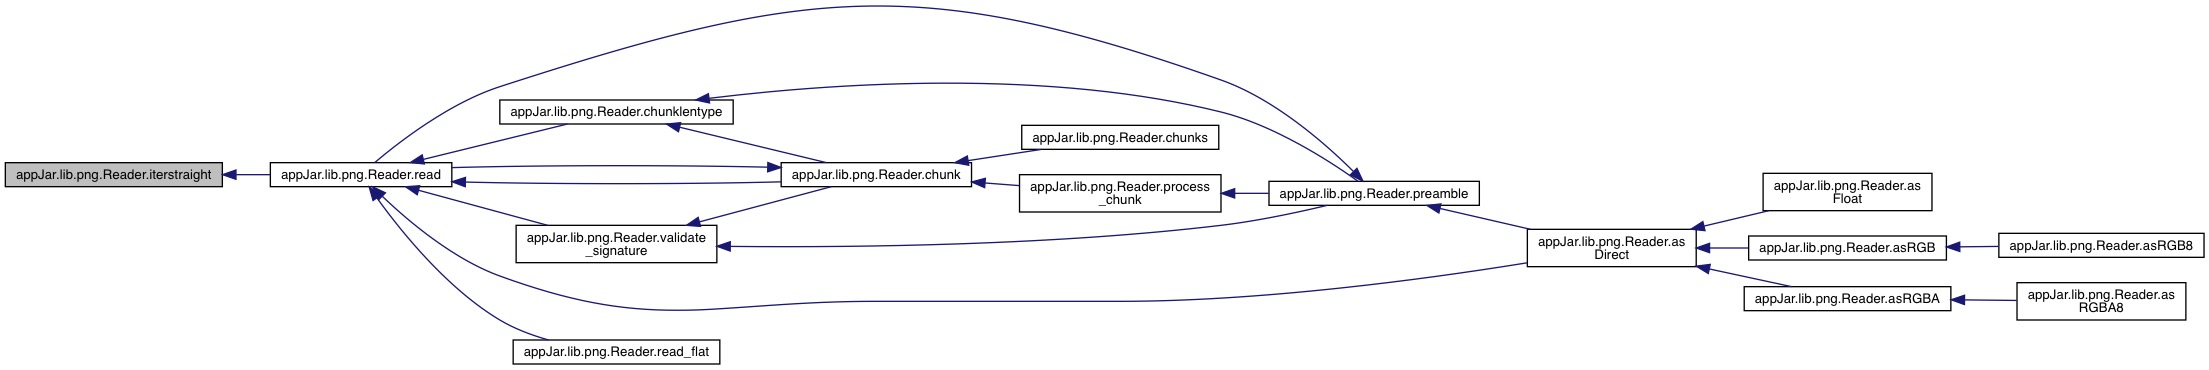 appJar.lib.png.Reader.iterstraight
appJar.lib.png.Reader.read
appJar.lib.png.Reader.chunklentype
appJar.lib.png.Reader.validate
_signature
appJar.lib.png.Reader.read_flat
appJar.lib.png.Reader.chunk
appJar.lib.png.Reader.chunks
appJar.lib.png.Reader.process
_chunk
appJar.lib.png.Reader.preamble
appJar.lib.png.Reader.as
Direct
appJar.lib.png.Reader.as
Float
appJar.lib.png.Reader.asRGB
appJar.lib.png.Reader.asRGBA
appJar.lib.png.Reader.asRGB8
appJar.lib.png.Reader.as
RGBA8